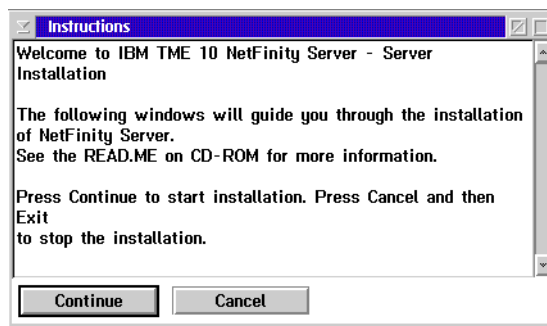 Instructions
Welcome to IBM TME 10 NetFinity Server - Server
Installation
The following windows will guide you through the installation
of NetFinity Server.
See the READ.ME on CD-ROM for more information.
Press Continue to start installation. Press Cancel and then
Exit
to stop the installation.
Continue
Cancel